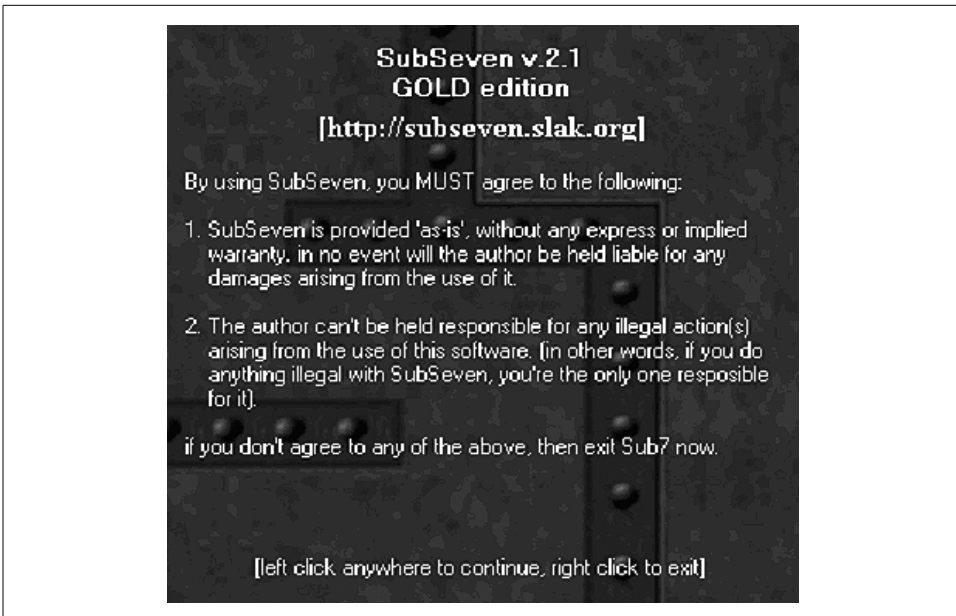 SubSeven v.2.1
GOLD edition
[http://subseven.slak.org]
By using SubSeven, you MUST agree to the following:
1. SubSeven is provided 'as-is', without any express or implied
warranty. in no event will the author be held liable for any
damages arising from the use of it.
2. The author can't be held responsible for any illegal action(s)
arising from the use of this software. (in other words, if you do
anything illegal with SubSeven, you're the only one resposible
for it).
if you don't agree to any of the above, then exit Sub7 now.
[left click anywhere to continue, right click to exit]